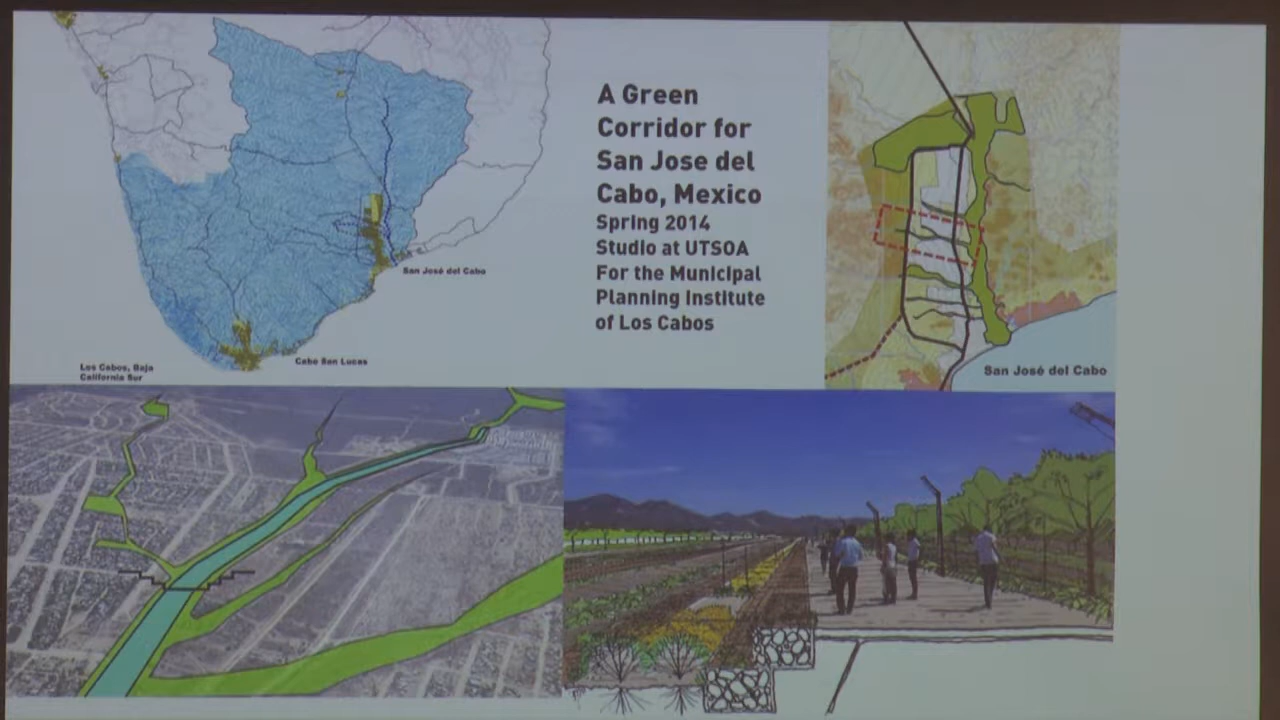 A Green
Corridor for
San Jose del
Cabo, Mexico
Spring 2014
Studio at UTSOA
For the Municipal
Planning Institute
of Los Cabos
San José del Cabo
Cabo San Lucas
Los Cabos, Baja
California Sur
San José del Cabo